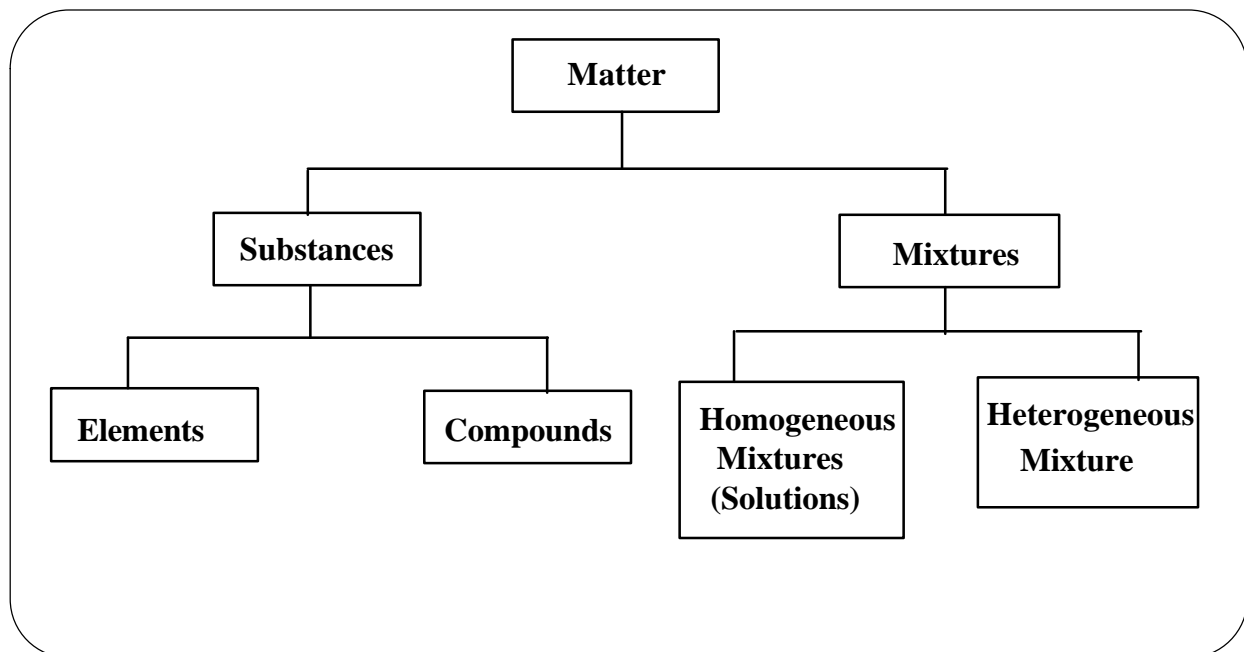 Matter
Substances
Mixtures
Elements
Compounds
Homogeneous
Mixtures
(Solutions)
Heterogeneous
Mixture